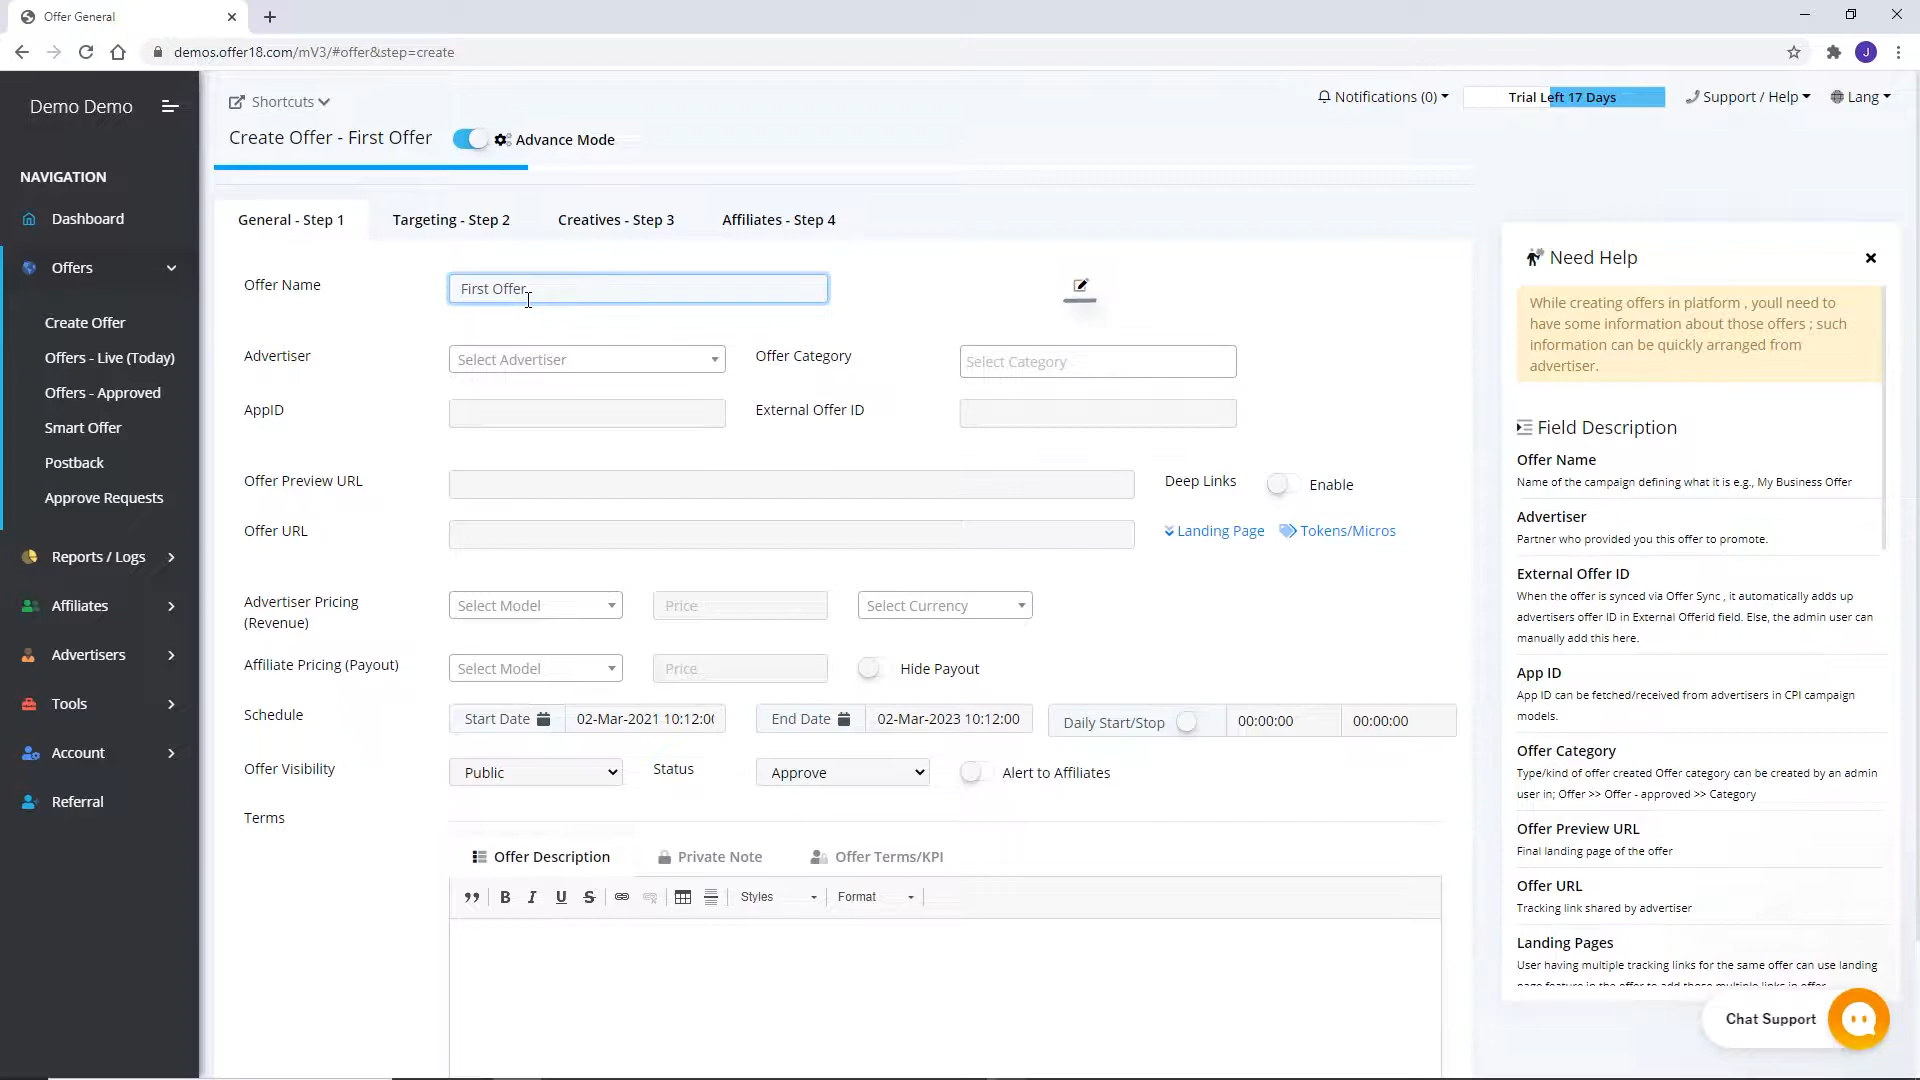 Offer General
demos.offer18.com/mV3/#offer&step=create
J
Demo Demo
NAVIGATION
Dashboard
Offers
Create Offer
Offers - Live (Today)
Offers - Approved
Smart Offer
Postback
Approve Requests
Reports / Logs
Affiliates
Advertisers
Tools
Account
Referral
Shortcuts
Notifications (0)
Trial Left 17 Days
Support / Help
Lang
Create Offer - First Offer
Advance Mode
General - Step 1
Targeting - Step 2
Creatives - Step 3
Affiliates - Step 4
Offer Name
First Offer
Advertiser
Select Advertiser
Offer Category
Select Category
AppID
External Offer ID
Offer Preview URL
Deep Links
Enable
Offer URL
Landing Page
Tokens/Micros
Advertiser Pricing
(Revenue)
Select Model
Price
Select Currency
Affiliate Pricing (Payout)
Select Model
Price
Hide Payout
Schedule
Start Date
02-Mar-2021 10:12:00
End Date
02-Mar-2023 10:12:00
Daily Start/Stop
00:00:00
00:00:00
Offer Visibility
Public
Status
Approve
Alert to Affiliates
Terms
Offer Description
Private Note
Offer Terms/KPI
B I U S
Styles
Format
Need Help
While creating offers in platform , youll need to
have some information about those offers ; such
information can be quickly arranged from
advertiser.
Field Description
Offer Name
Name of the campaign defining what it is e.g., My Business Offer
Advertiser
Partner who provided you this offer to promote.
External Offer ID
When the offer is synced via Offer Sync , it automatically adds up
advertisers offer ID in External Offerid field. Else, the admin user can
manually add this here.
App ID
App ID can be fetched/received from advertisers in CPI campaign
models.
Offer Category
Type/kind of offer created Offer category can be created by an admin
user in; Offer >> Offer - approved >> Category
Offer Preview URL
Final landing page of the offer
Offer URL
Tracking link shared by advertiser
Landing Pages
User having multiple tracking links for the same offer can use landing
page feature in the offer to add those multiple links in offer
Chat Support